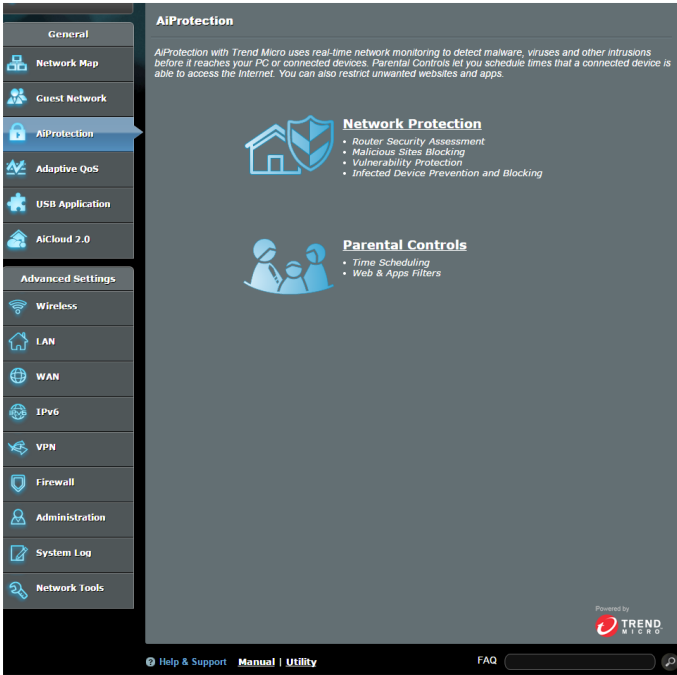 General
Network Map
Guest Network
AiProtection
Adaptive QoS
USB Application
AiCloud 2.0
Advanced Settings
Wireless
LAN
WAN
IPv6
VPN
Firewall
Administration
System Log
Network Tools
AiProtection
AiProtection with Trend Micro uses real-time network monitoring to detect malware, viruses and other intrusions
before it reaches your PC or connected devices. Parental Controls let you schedule times that a connected device is
able to access the Internet. You can also restrict unwanted websites and apps.
Network Protection
• Router Security Assessment
• Malicious Sites Blocking
• Vulnerability Protection
• Infected Device Prevention and Blocking
Parental Controls
• Time Scheduling
• Web & Apps Filters
Powered by
TREND
MICRO
Help & Support Manual | Utility FAQ